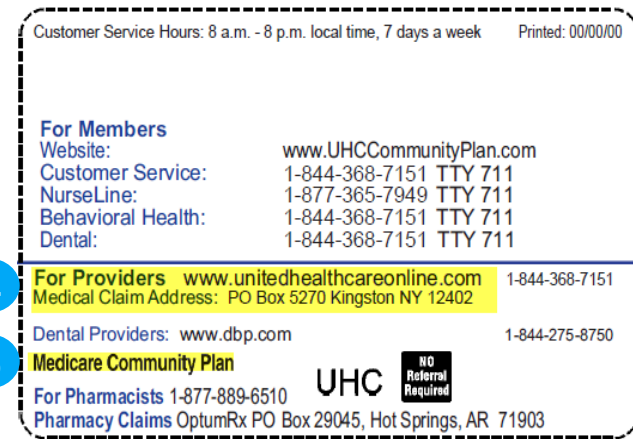 Customer Service Hours: 8 a.m. - 8 p.m. local time, 7 days a week Printed: 00/00/00
For Members
Website: www.UHCCommunityPlan.com
Customer Service: 1-844-368-7151 TTY 711
NurseLine: 1-877-365-7949 TTY 711
Behavioral Health: 1-844-368-7151 TTY 711
Dental: 1-844-368-7151 TTY 711
For Providers www.unitedhealthcareonline.com 1-844-368-7151
Medical Claim Address: PO Box 5270 Kingston NY 12402
Dental Providers: www.dbp.com 1-844-275-8750
Medicare Community Plan
UHC
NO
Referral
Required
For Pharmacists 1-877-889-6510
Pharmacy Claims OptumRx PO Box 29045, Hot Springs, AR 71903